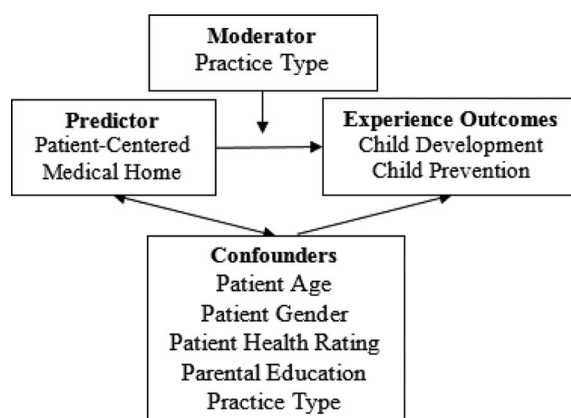 Moderator
Practice Type
Predictor
Patient-Centered
Medical Home
Experience Outcomes
Child Development
Child Prevention
Confounders
Patient Age
Patient Gender
Patient Health Rating
Parental Education
Practice Type